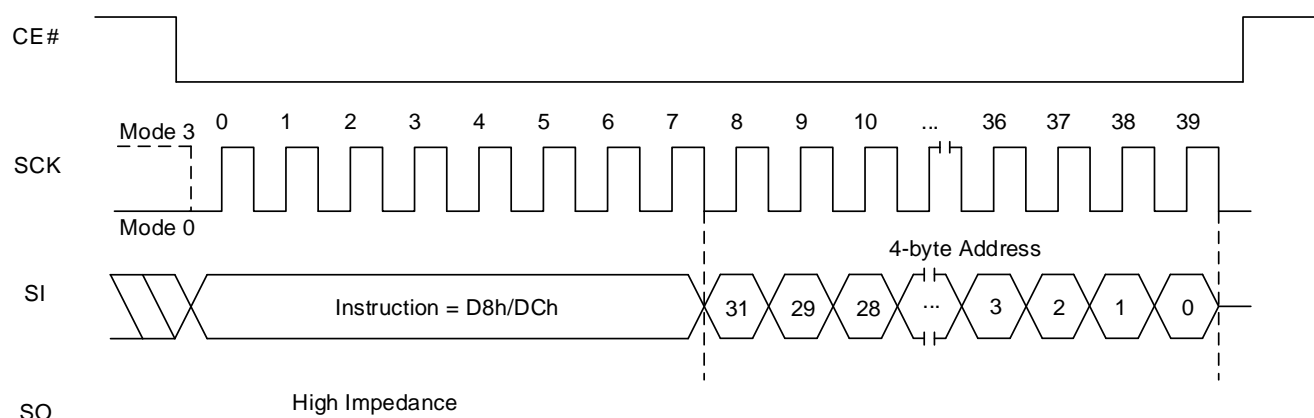 CE#
0 1 2 3 4 5 6 7 8 9 10 ... 36 37 38 39
Mode 3
SCK
Mode 0
4-byte Address
SI
Instruction = D8h/DCh 31 29 28 ... 3 2 1 0
High Impedance
SO